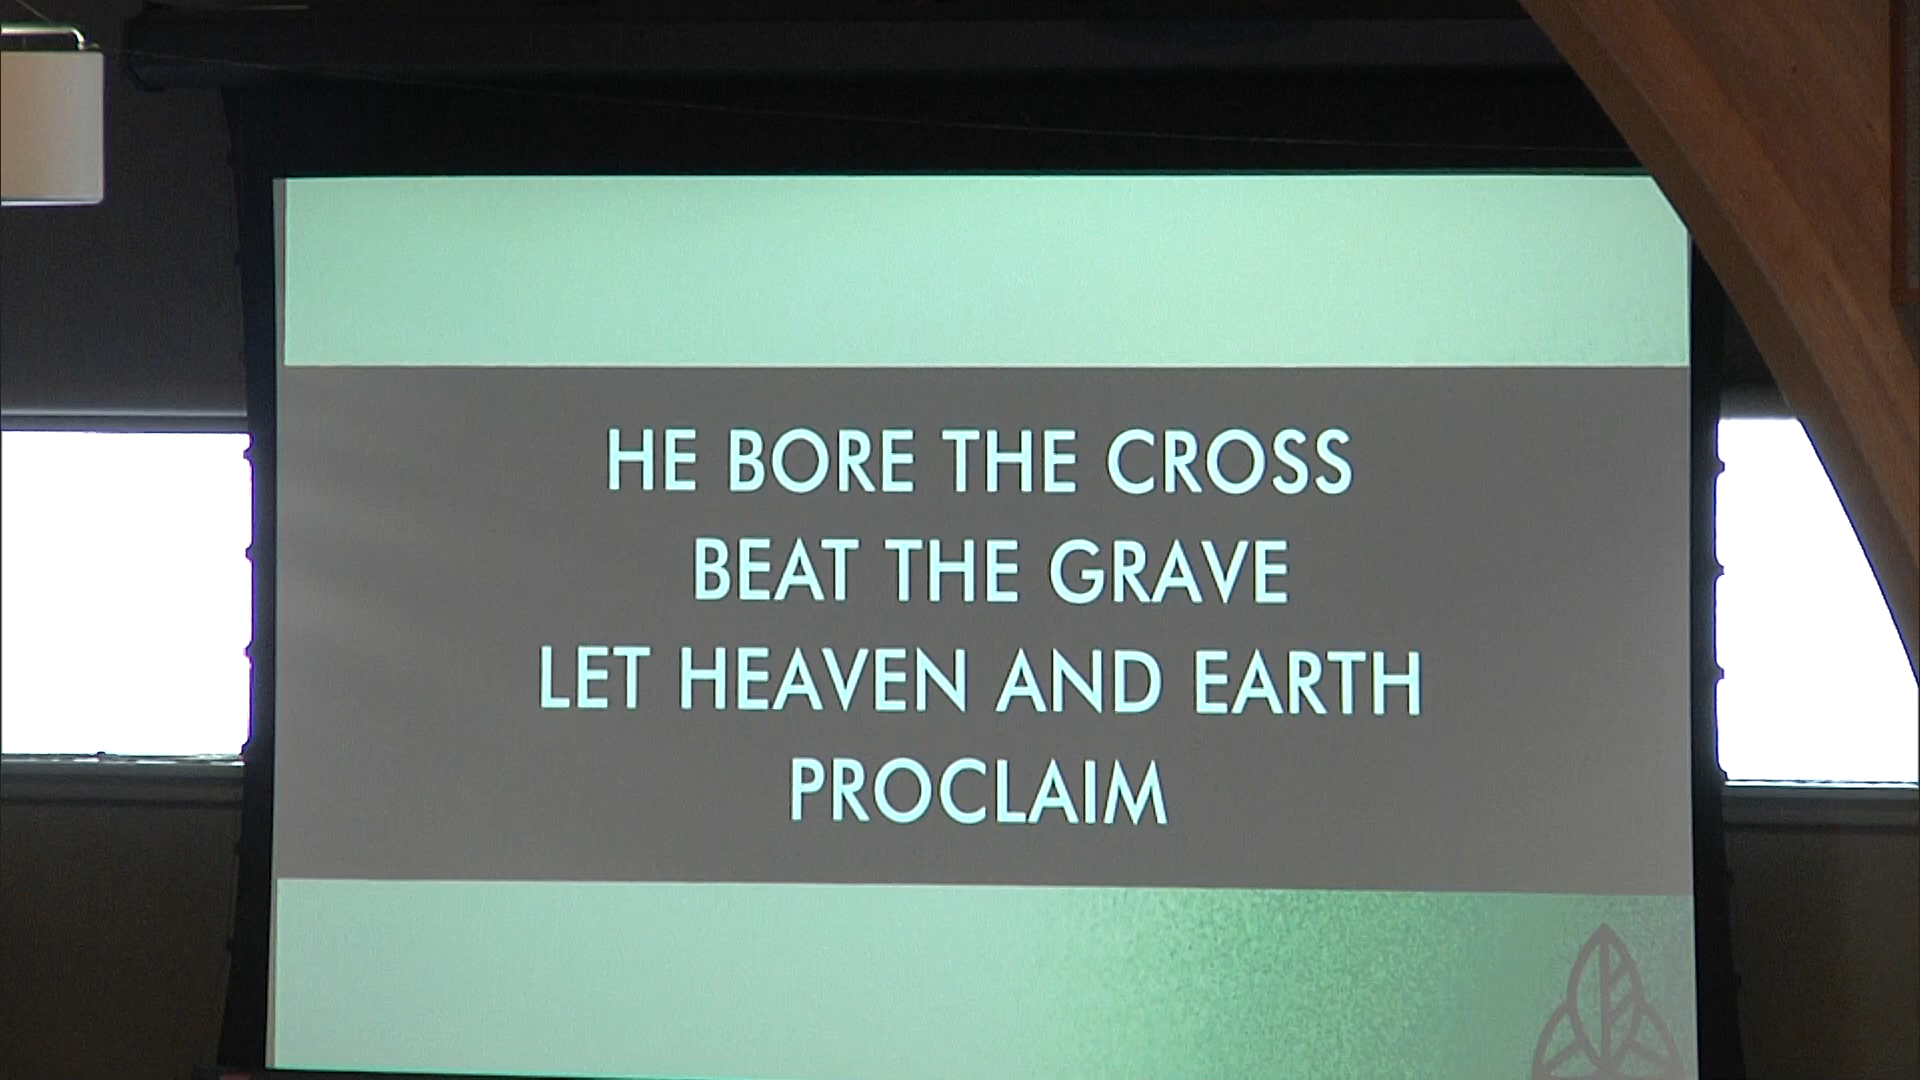 HE BORE THE CROSS
BEAT THE GRAVE
LET HEAVEN AND EARTH
PROCLAIM